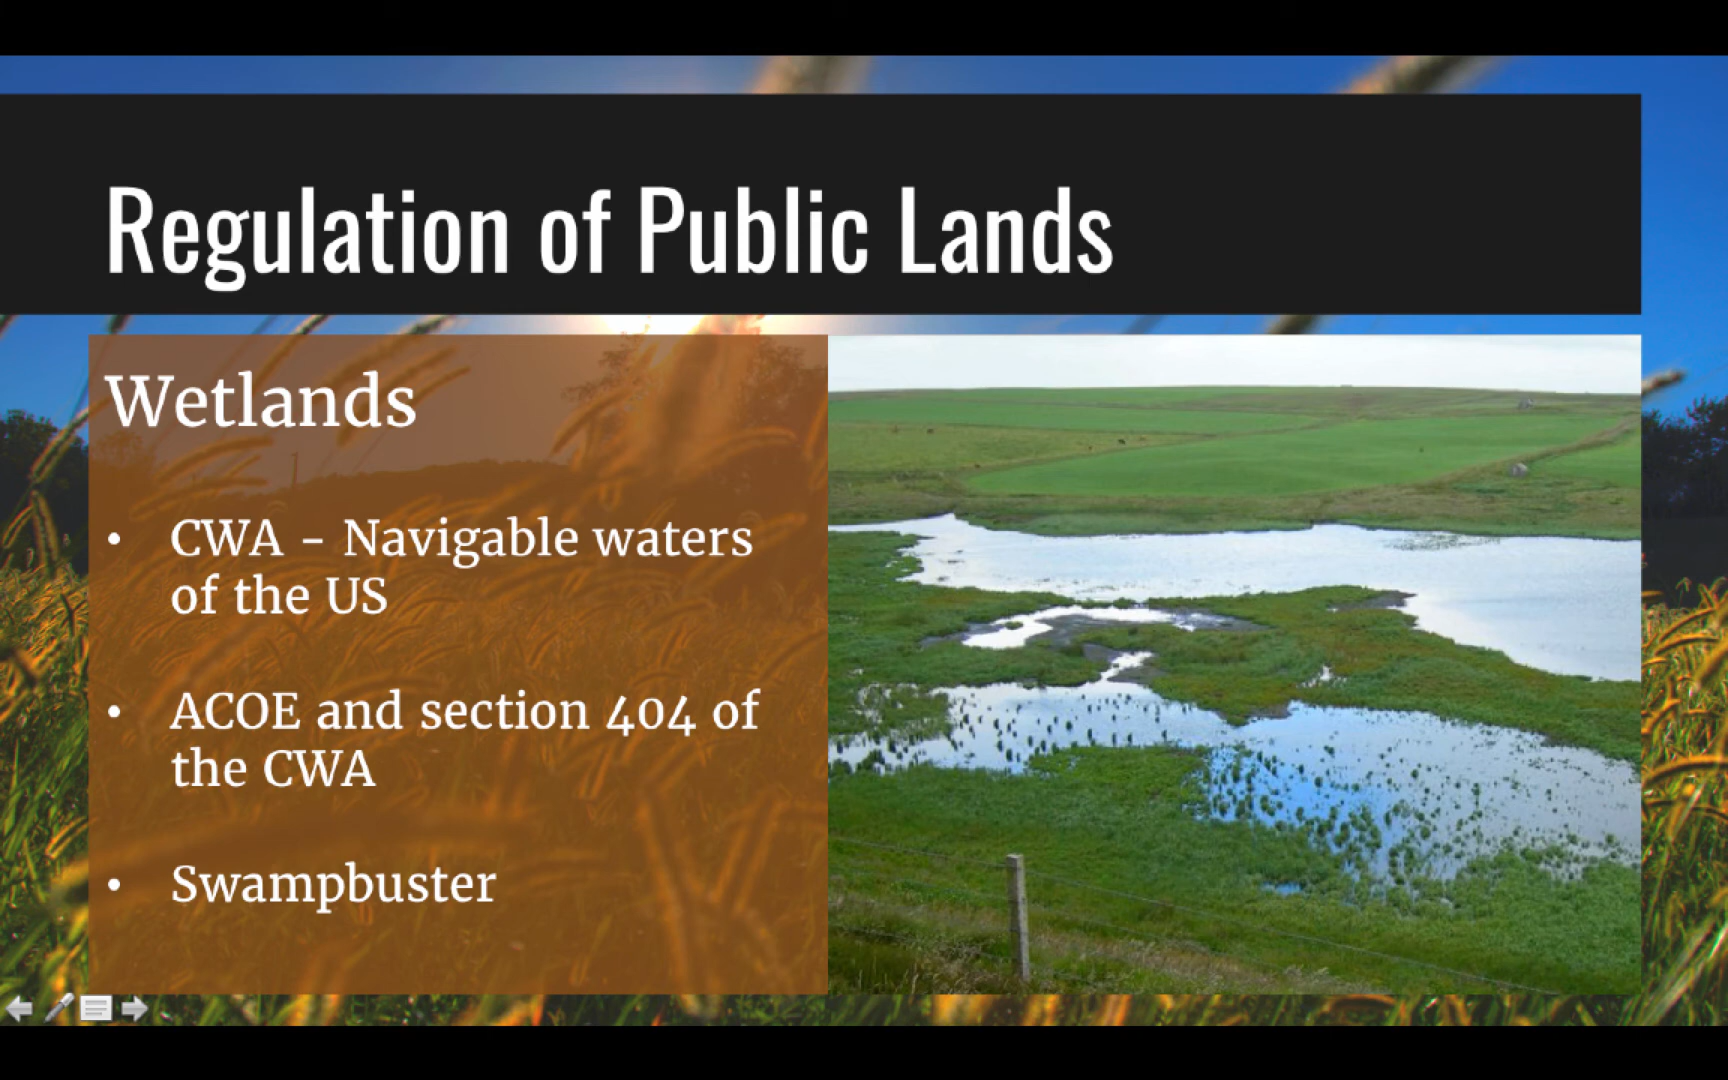 Regulation of Public Lands
Wetlands
• CWA - Navigable waters
of the US
• ACOE and section 404 of
the CWA
• Swampbuster